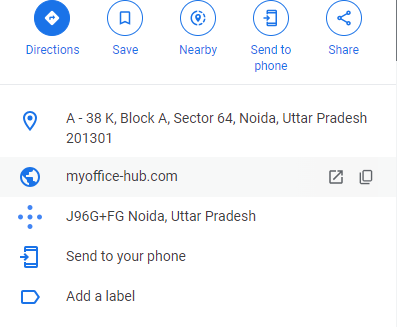 Directions
Save
Nearby
Send to
phone
Share
A - 38 K, Block A, Sector 64, Noida, Uttar Pradesh
201301
myoffice-hub.com
J96G+FG Noida, Uttar Pradesh
Send to your phone
Add a label